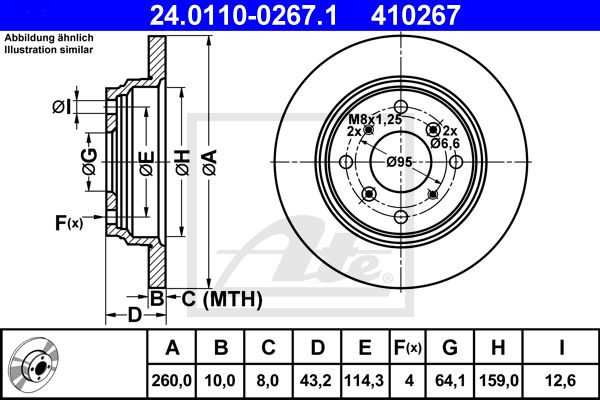 24.0110-0267.1 410267
Abbildung ähnlich
Illustration similar
ØI
ØG
ØE
ØH
ØA
F(x)
B
C (MTH)
D
M8x1,25
2x
2x
Ø6,6
Ø95
Ate
A B C D E F(x) G H I
260,0 10,0 8,0 43,2 114,3 4 64,1 159,0 12,6